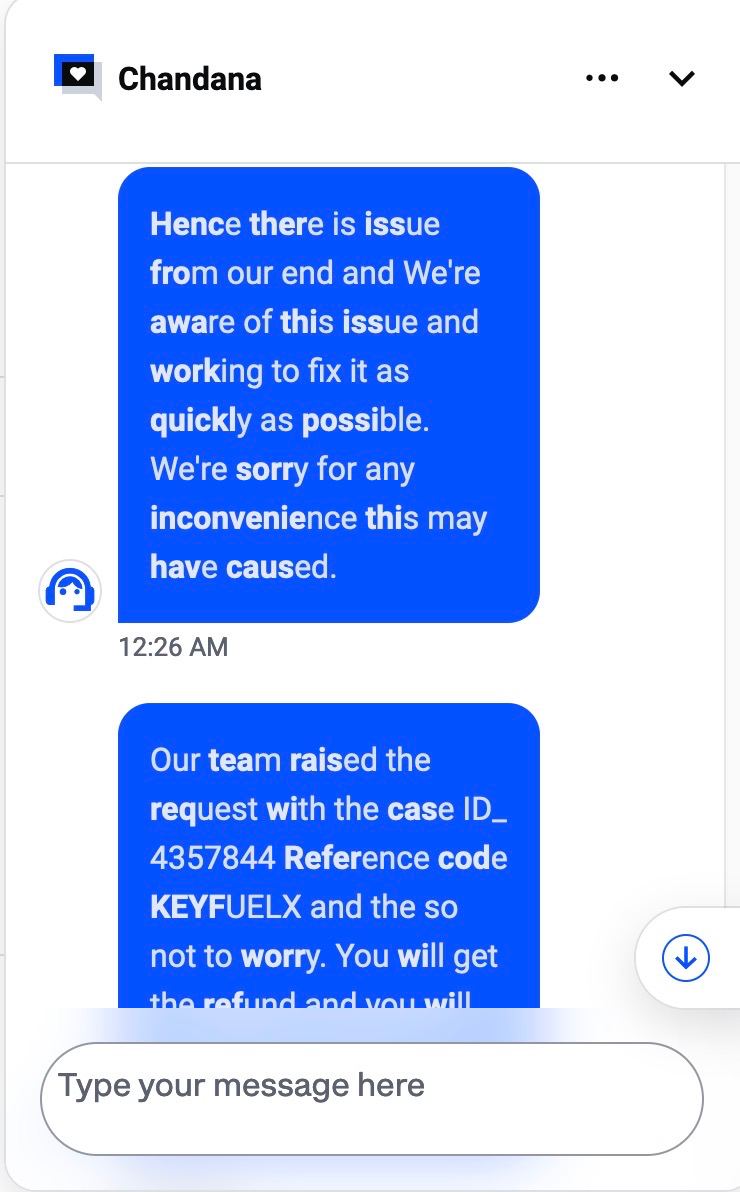 Chandana
Hence there is issue
from our end and We're
aware of this issue and
working to fix it as
quickly as possible.
We're sorry for any
inconvenience this may
have caused.
12:26 AM
Our team raised the
request with the case ID_
4357844 Reference code
KEYFUELX and the so
not to worry. You will get
the refund and you will
Type your message here